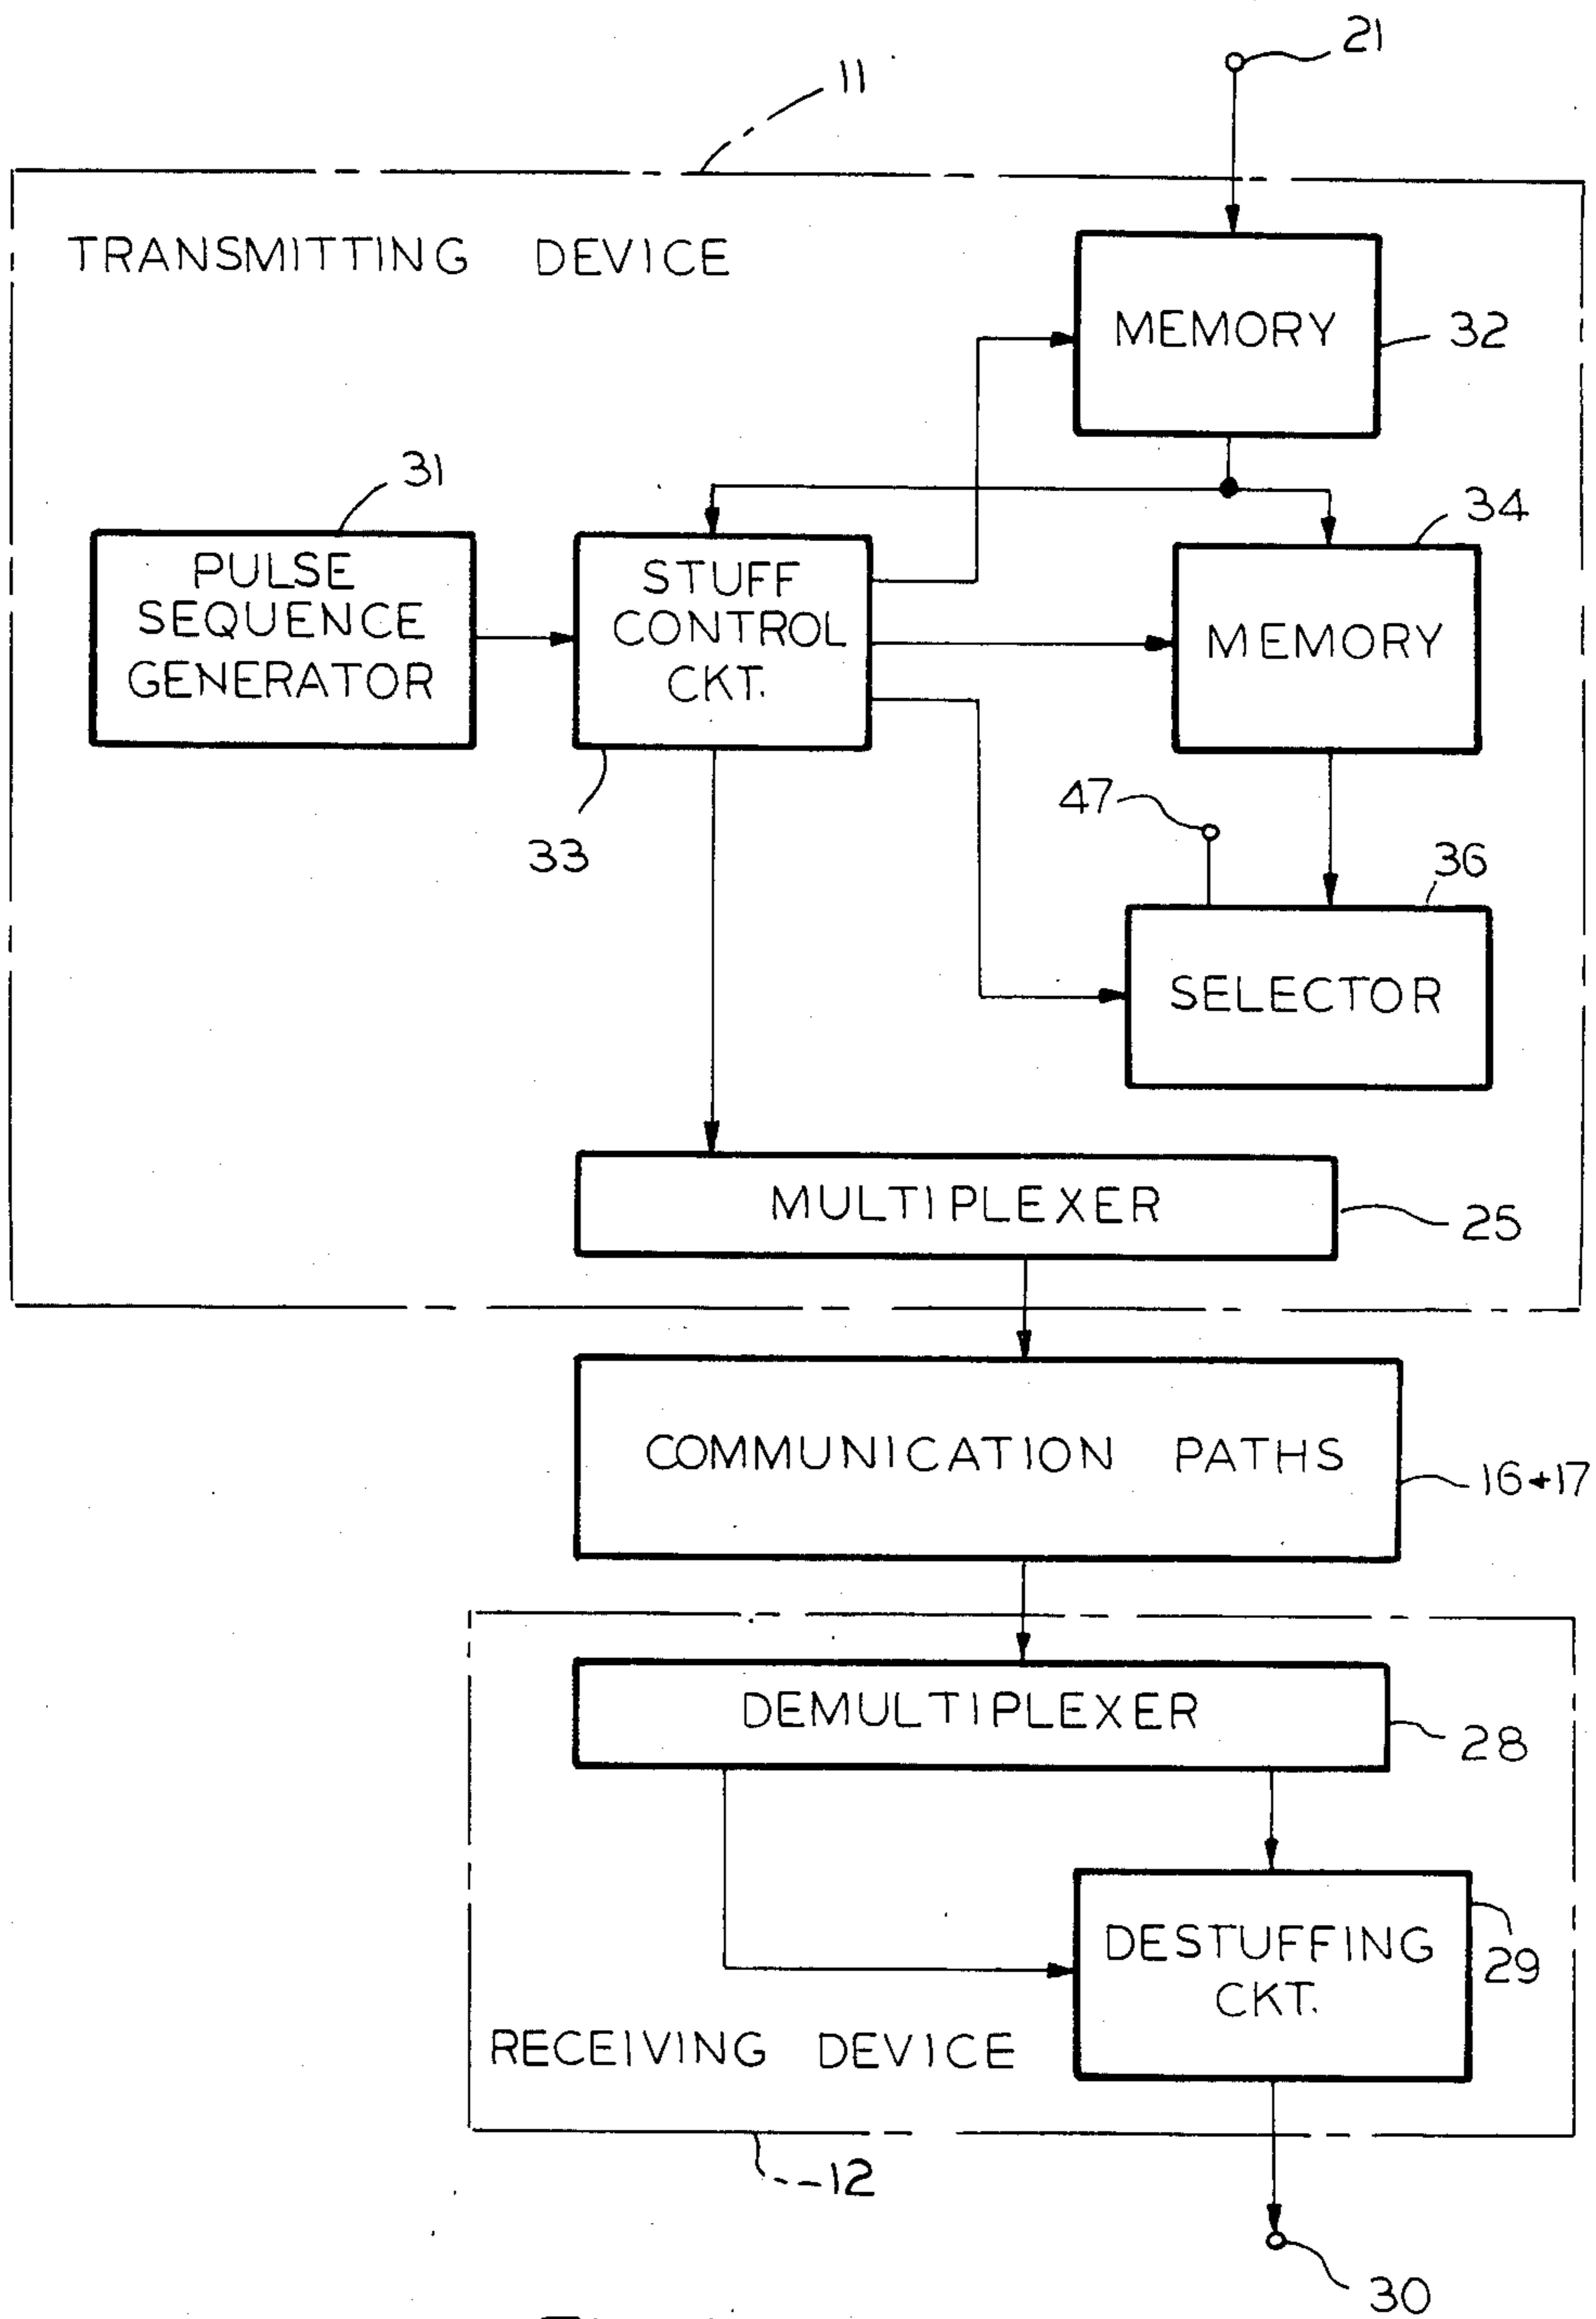 21
11
TRANSMITTING DEVICE
MEMORY
32
31
34
PULSE
SEQUENCE
GENERATOR
STUFF
CONTROL
CKT.
MEMORY
47
33
36
SELECTOR
MULTIPLEXER
25
COMMUNICATION PATHS
16+17
DEMULTIPLEXER
28
DESTUFFING
CKT.
29
RECEIVING DEVICE
12
30